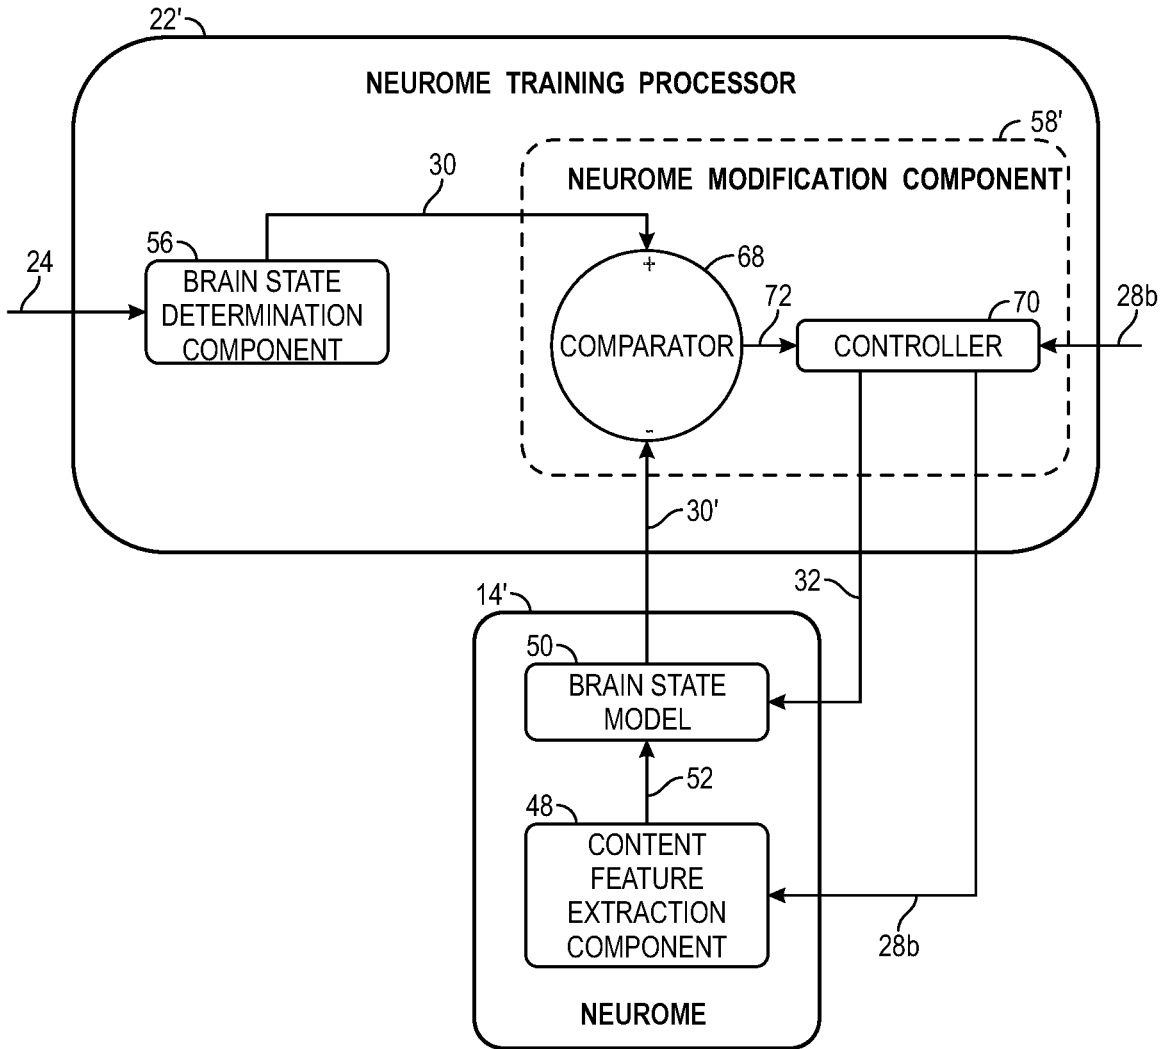 22'
NEUROME TRAINING PROCESSOR
58'
NEUROME MODIFICATION COMPONENT
30
24
56
BRAIN STATE
DETERMINATION
COMPONENT
+
68
COMPARATOR
-
72
70
CONTROLLER
28b
30'
32
14'
50
BRAIN STATE
MODEL
52
48
CONTENT
FEATURE
EXTRACTION
COMPONENT
28b
NEUROME